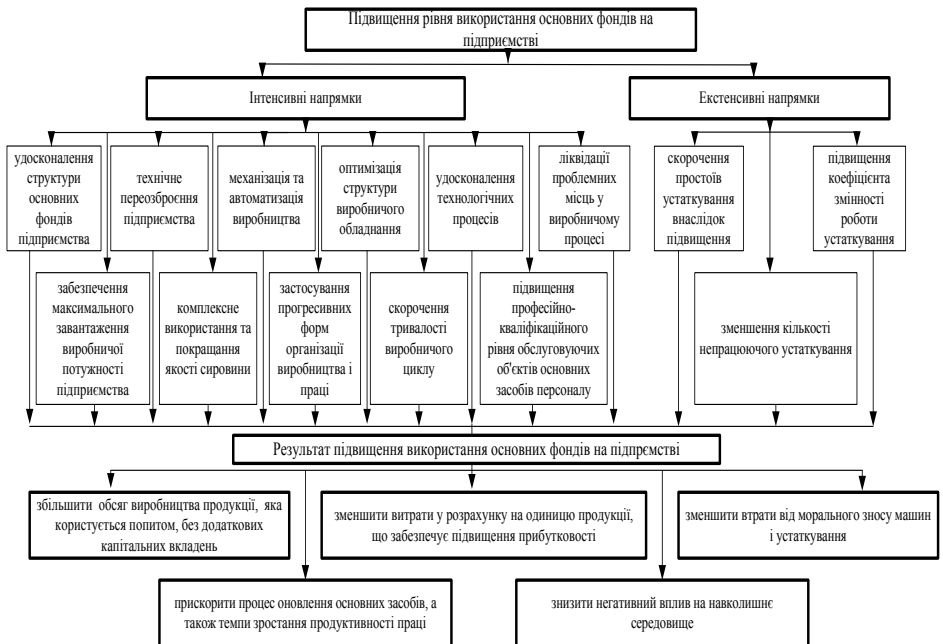 Підвищення рівня використання основних фондів на
підприємстві
Інтенсивні напрямки
Екстенсивні напрямки
удосконалення
структури
основних
фондів
підприємства
технічне
переозброєння
підприємства
механізація та
автоматизація
виробництва
оптимізація
структури
виробничого
обладнання
удосконалення
технологічних
процесів
ліквідації
проблемних
місць у
виробничому
процесі
скорочення
простоїв
устаткування
внаслідок
підвищення
підвищення
коефіцієнта
змінності
роботи
устаткування
забезпечення
максимального
завантаження
виробничої
потужності
підприємства
комплексне
використання та
покращання
якості сировини
застосування
прогресивних
форм
організації
виробництва і
праці
скорочення
тривалості
виробничого
циклу
підвищення
професійно-
кваліфікаційного
рівня обслуговуючих
об'єктів основних
засобів персоналу
зменшення кількості
непрацюючого устаткування
Результат підвищення використання основних фондів на підпрємстві
збільшити обсяг виробництва продукції, яка
користується попитом, без додаткових
капітальних вкладень
зменшити витрати у розрахунку на одиницю продукції,
що забезпечує підвищення прибутковості
зменшити втрати від морального зносу машин
і устаткування
прискорити процес оновлення основних засобів, а
також темпи зростання продуктивності праці
знизити негативний вплив на навколишнє
середовище